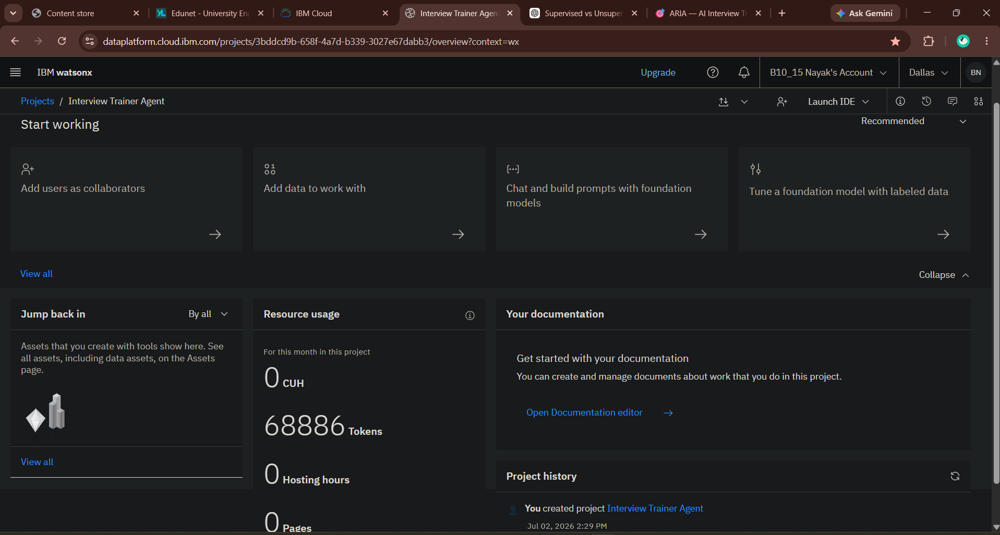 Content store
Edunet - University En
IBM Cloud
Interview Trainer Agen
Supervised vs Unsuper
ARIA — AI Interview T
Ask Gemini
dataplatform.cloud.ibm.com/projects/3bddcd9b-658f-4a7d-b339-3027e67dabb3/overview?context=wx
IBM watsonx
Upgrade
B10_15 Nayak's Account
Dallas
BN
Projects / Interview Trainer Agent
Launch IDE
Start working
Recommended
Add users as collaborators
Add data to work with
Chat and build prompts with foundation
models
Tune a foundation model with labeled data
View all
Collapse
Jump back in
By all
Assets that you create with tools show here. See
all assets, including data assets, on the Assets
page.
View all
Resource usage
For this month in this project
0 CUH
68886 Tokens
0 Hosting hours
0 Pages
Your documentation
Get started with your documentation
You can create and manage documents about work that you do in this project.
Open Documentation editor
Project history
You created project Interview Trainer Agent
Jul 02, 2026 2:29 PM